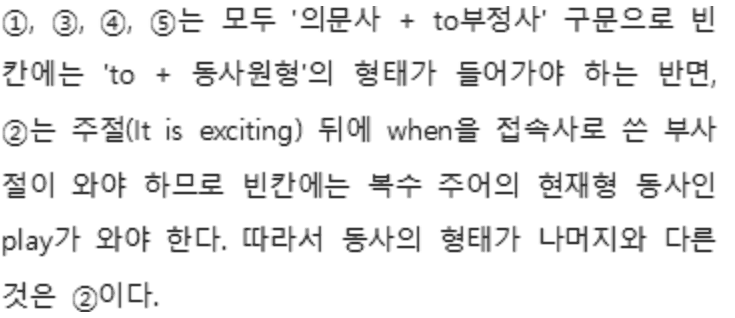 ①, ③, ④, ⑤는 모두 '의문사 + to부정사' 구문으로 빈
칸에는 'to + 동사원형'의 형태가 들어가야 하는 반면,
②는 주절(It is exciting) 뒤에 when을 접속사로 쓴 부사
절이 와야 하므로 빈칸에는 복수 주어의 현재형 동사인
play가 와야 한다. 따라서 동사의 형태가 나머지와 다른
것은 ②이다.